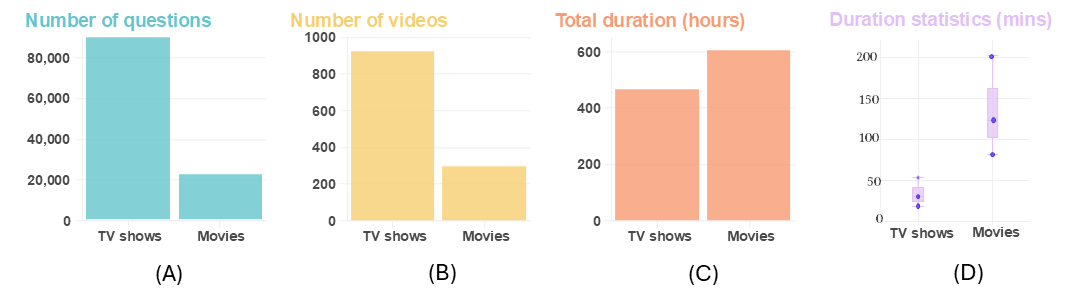 Number of questions
80,000
60,000
40,000
20,000
0
TV shows Movies
(A)
Number of videos
1000
800
600
400
200
0
TV shows Movies
(B)
Total duration (hours)
600
400
200
0
TV shows Movies
(C)
Duration statistics (mins)
200
150
100
50
0
TV shows Movies
(D)